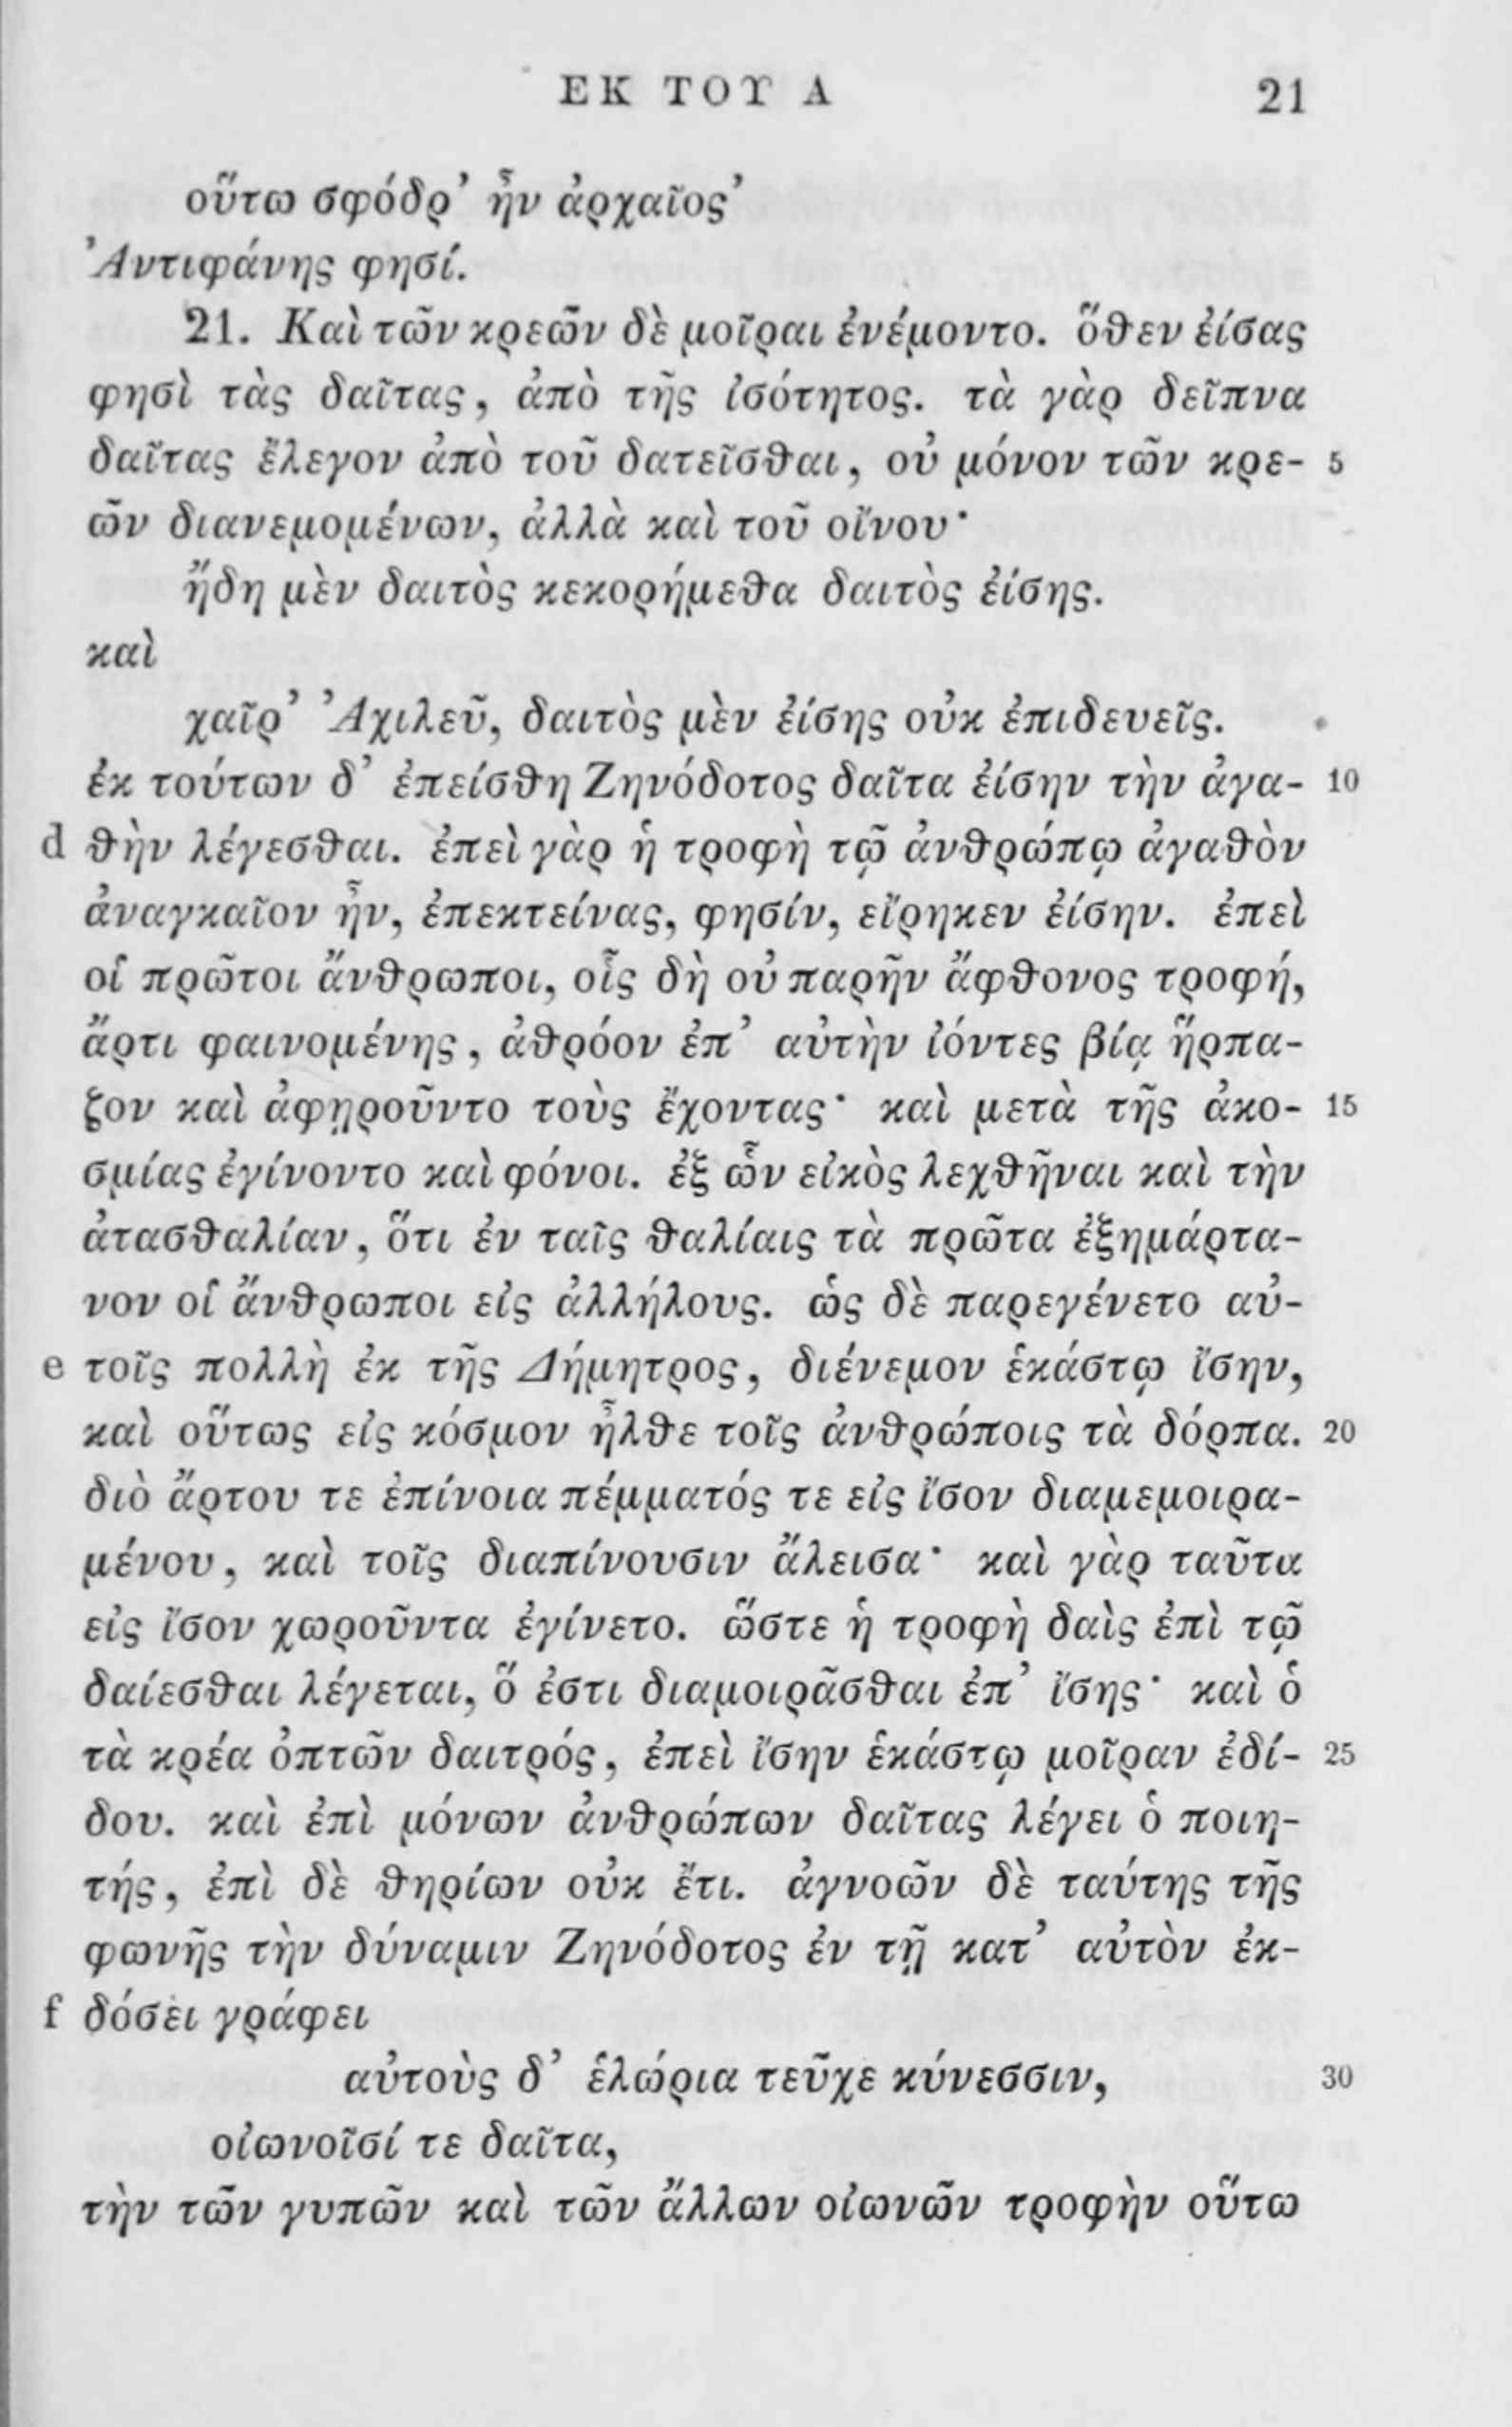 ΕΚ ΤΟΥ Α 21
οὕτω σφόδρ’ ἦν ἀρχαῖος’
Ἀντιφάνης φησί.
21. Καὶ τῶν κρεῶν δὲ μοῖραι ἐνέμοντο. ὅθεν ἐίσας
φησὶ τὰς δαῖτας, ἀπὸ τῆς ἰσότητος. τὰ γὰρ δεῖπνα
δαῖτας ἔλεγον ἀπὸ τοῦ δατεῖσθαι, οὐ μόνον τῶν κρε- 5
ῶν διανεμομένων, ἀλλὰ καὶ τοῦ οἴνου·
ἤδη μὲν δαιτὸς κεκορήμεθα δαιτὸς ἐίσης.
καὶ
χαῖρ’ Ἀχιλεῦ, δαιτὸς μὲν ἐίσης οὐκ ἐπιδευεῖς.
ἐκ τούτων δ’ ἐπείσθη Ζηνόδοτος δαῖτα ἐίσην τὴν ἀγα- 10
d θὴν λέγεσθαι. ἐπεὶ γὰρ ἡ τροφὴ τῷ ἀνθρώπῳ ἀγαθὸν
ἀναγκαῖον ἦν, ἐπεκτείνας, φησίν, εἴρηκεν ἐίσην. ἐπεὶ
οἱ πρῶτοι ἄνθρωποι, οἷς δὴ οὐ παρῆν ἄφθονος τροφή,
ἄρτι φαινομένης, ἀθρόον ἐπ’ αὐτὴν ἰόντες βίᾳ ἥρπα-
ζον καὶ ἀφῃροῦντο τοὺς ἔχοντας· καὶ μετὰ τῆς ἀκο- 15
σμίας ἐγίνοντο καὶ φόνοι. ἐξ ὧν εἰκὸς λεχθῆναι καὶ τὴν
ἀτασθαλίαν, ὅτι ἐν ταῖς θαλίαις τὰ πρῶτα ἐξημάρτα-
νον οἱ ἄνθρωποι εἰς ἀλλήλους. ὡς δὲ παρεγένετο αὐ-
e τοῖς πολλὴ ἐκ τῆς Δήμητρος, διένεμον ἑκάστῳ ἴσην,
καὶ οὕτως εἰς κόσμον ἦλθε τοῖς ἀνθρώποις τὰ δόρπα. 20
διὸ ἄρτου τε ἐπίνοια πέμματός τε εἰς ἴσον διαμεμοιρα-
μένου, καὶ τοῖς διαπίνουσιν ἄλεισα· καὶ γὰρ ταῦτα
εἰς ἴσον χωροῦντα ἐγίνετο. ὥστε ἡ τροφὴ δαὶς ἐπὶ τῷ
δαίεσθαι λέγεται, ὅ ἐστι διαμοιρᾶσθαι ἐπ’ ἴσης· καὶ ὁ
τὰ κρέα ὀπτῶν δαιτρός, ἐπεὶ ἴσην ἑκάστῳ μοῖραν ἐδί- 25
δου. καὶ ἐπὶ μόνων ἀνθρώπων δαῖτας λέγει ὁ ποιη-
τής, ἐπὶ δὲ θηρίων οὐκ ἔτι. ἀγνοῶν δὲ ταύτης τῆς
φωνῆς τὴν δύναμιν Ζηνόδοτος ἐν τῇ κατ’ αὐτὸν ἐκ-
f δόσει γράφει
αὐτοὺς δ’ ἑλώρια τεῦχε κύνεσσιν, 30
οἰωνοῖσί τε δαῖτα,
τὴν τῶν γυπῶν καὶ τῶν ἄλλων οἰωνῶν τροφὴν οὕτω